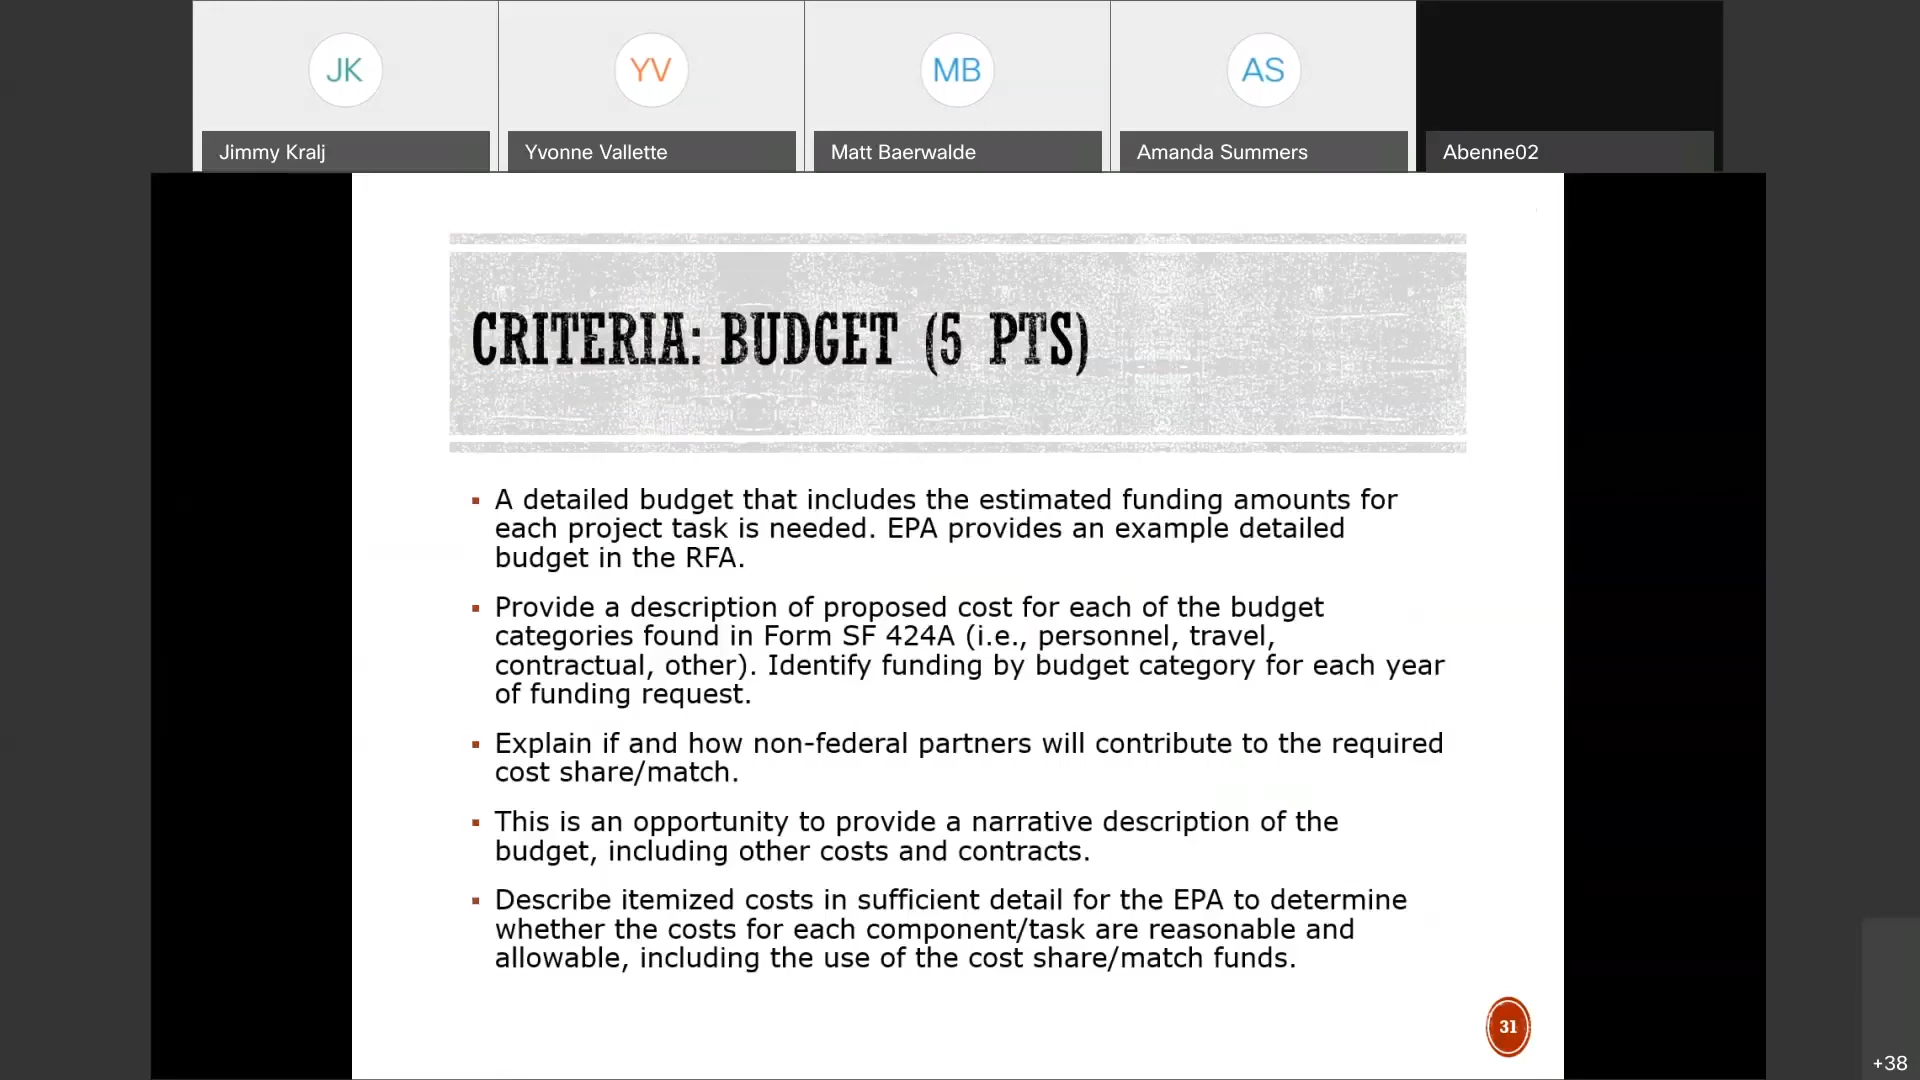 JK
YV
MB
AS
Jimmy Kralj
Yvonne Vallette
Matt Baerwalde
Amanda Summers
Abenne02
CRITERIA: BUDGET (5 PTS)
▪ A detailed budget that includes the estimated funding amounts for
each project task is needed. EPA provides an example detailed
budget in the RFA.
▪ Provide a description of proposed cost for each of the budget
categories found in Form SF 424A (i.e., personnel, travel,
contractual, other). Identify funding by budget category for each year
of funding request.
▪ Explain if and how non-federal partners will contribute to the required
cost share/match.
▪ This is an opportunity to provide a narrative description of the
budget, including other costs and contracts.
▪ Describe itemized costs in sufficient detail for the EPA to determine
whether the costs for each component/task are reasonable and
allowable, including the use of the cost share/match funds.
31
+38